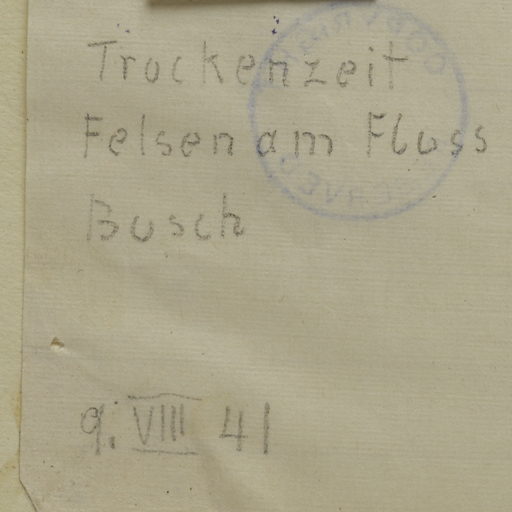 Trockenzeit
Felsen am Fluss
Busch
9. VIII 41